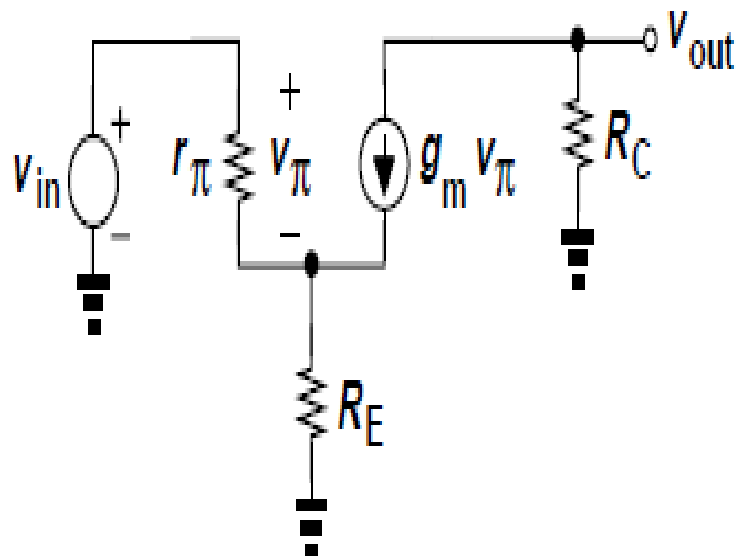 v_out
+
+
v_in
r_π
v_π
g_m v_π
R_C
−
−
R_E